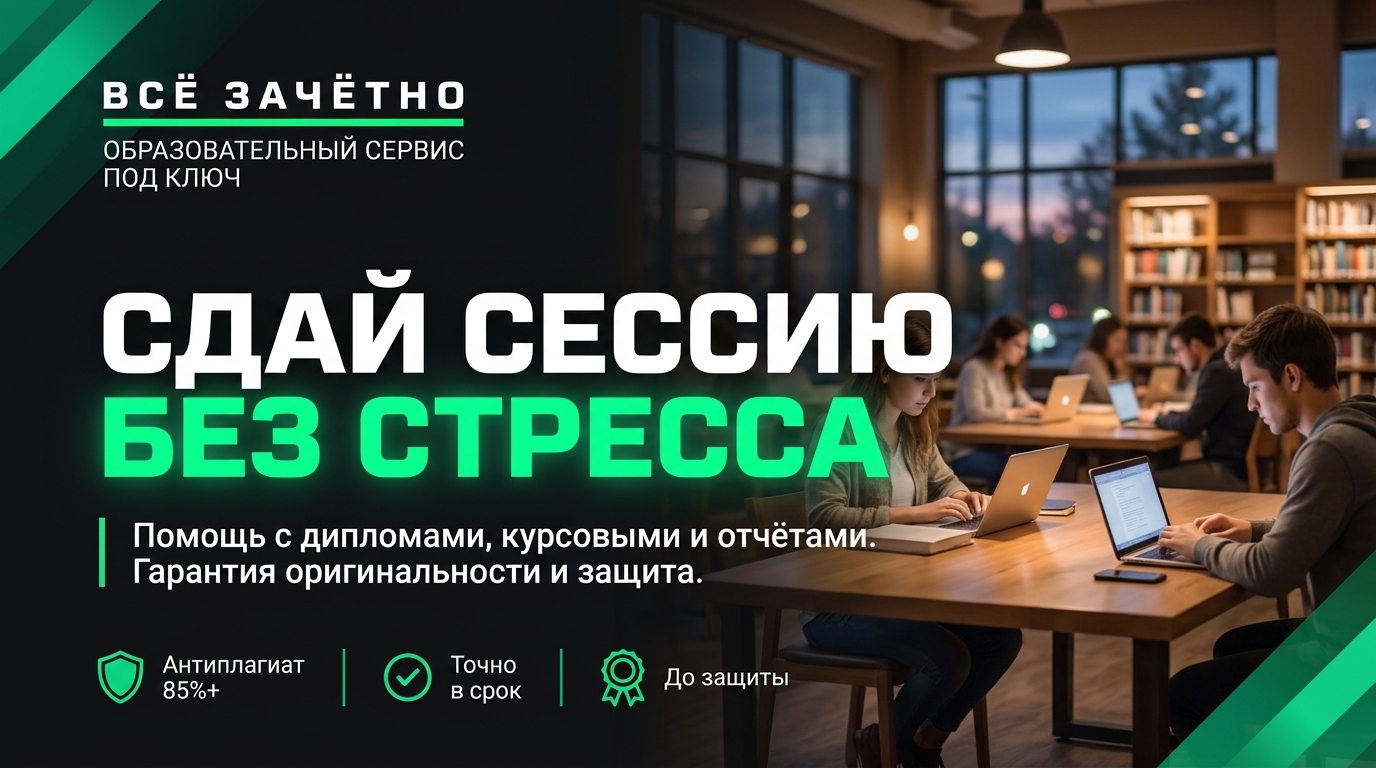 ВСЁ ЗАЧЁТНО
ОБРАЗОВАТЕЛЬНЫЙ СЕРВИС
ПОД КЛЮЧ
СДАЙ СЕССИЮ
БЕЗ СТРЕССА
Помощь с дипломами, курсовыми и отчётами.
Гарантия оригинальности и защита.
Антиплагиат
85%+
Точно
в срок
До защиты